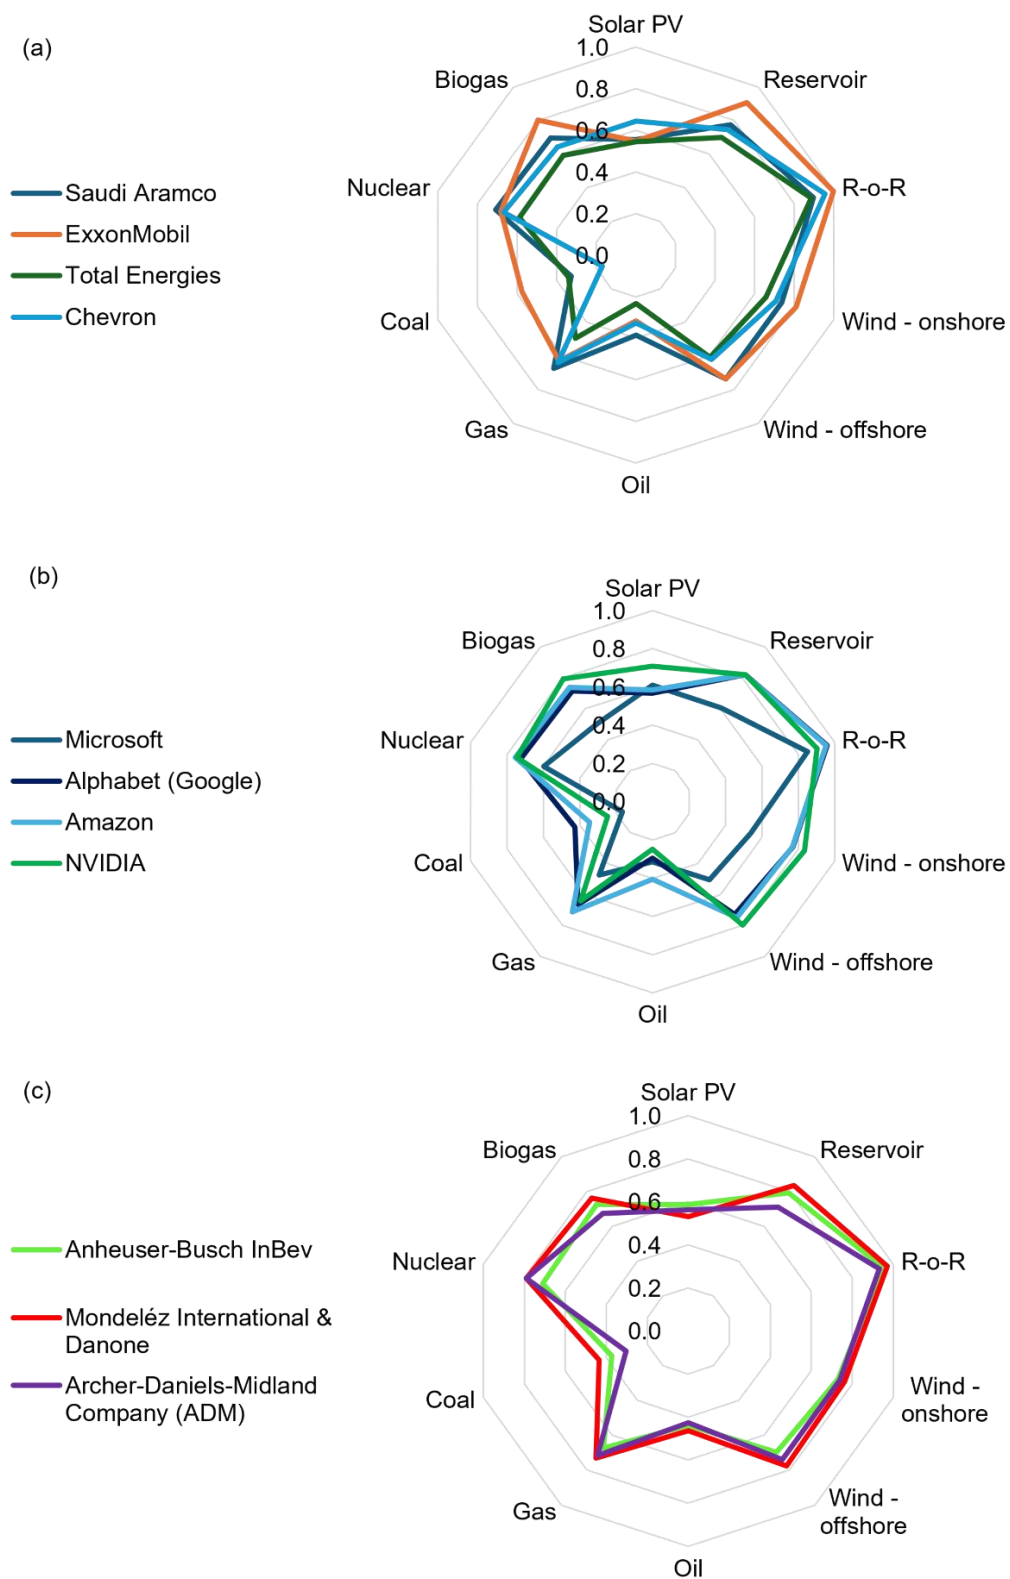 (a)
Solar PV
1.0
Biogas
Reservoir
0.8
0.6
Nuclear
R-o-R
0.4
Saudi Aramco
0.2
ExxonMobil
0.0
Total Energies
Chevron
Coal
Wind - onshore
Gas
Wind - offshore
Oil
(b)
Solar PV
1.0
Biogas
Reservoir
0.8
0.6
0.4
Microsoft
Nuclear
R-o-R
0.2
Alphabet (Google)
0.0
Amazon
NVIDIA
Coal
Wind - onshore
Gas
Wind - offshore
Oil
(c)
Solar PV
1.0
Biogas
Reservoir
0.8
0.6
0.4
Anheuser-Busch InBev
Nuclear
R-o-R
0.2
Mondeléz International &
Danone
0.0
Archer-Daniels-Midland
Company (ADM)
Coal
Wind -
onshore
Gas
Wind -
offshore
Oil